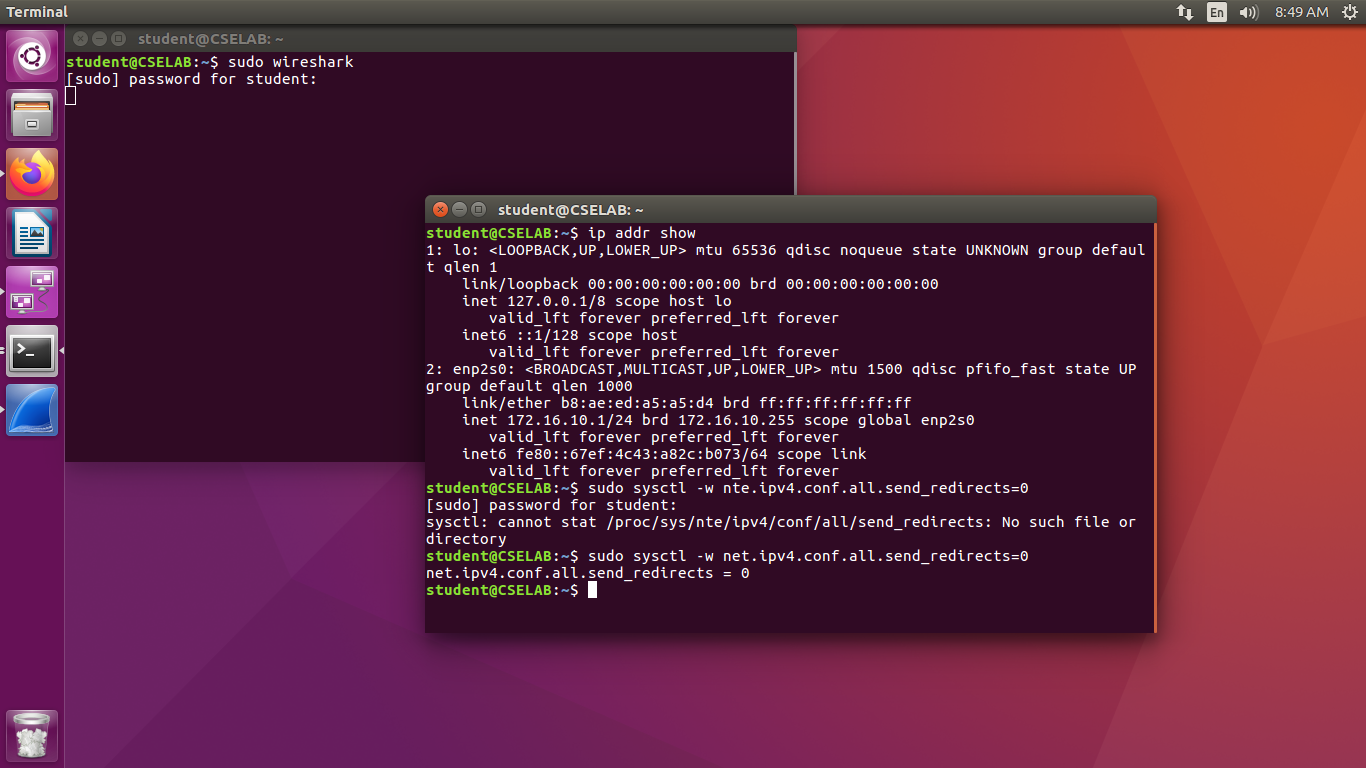 Terminal
En
8:49 AM
student@CSELAB: ~
student@CSELAB:~$ sudo wireshark
[sudo] password for student:
student@CSELAB: ~
student@CSELAB:~$ ip addr show
1: lo: <LOOPBACK,UP,LOWER_UP> mtu 65536 qdisc noqueue state UNKNOWN group defaul
t qlen 1
    link/loopback 00:00:00:00:00:00 brd 00:00:00:00:00:00
    inet 127.0.0.1/8 scope host lo
       valid_lft forever preferred_lft forever
    inet6 ::1/128 scope host
       valid_lft forever preferred_lft forever
2: enp2s0: <BROADCAST,MULTICAST,UP,LOWER_UP> mtu 1500 qdisc pfifo_fast state UP
group default qlen 1000
    link/ether b8:ae:ed:a5:a5:d4 brd ff:ff:ff:ff:ff:ff
    inet 172.16.10.1/24 brd 172.16.10.255 scope global enp2s0
       valid_lft forever preferred_lft forever
    inet6 fe80::67ef:4c43:a82c:b073/64 scope link
       valid_lft forever preferred_lft forever
student@CSELAB:~$ sudo sysctl -w nte.ipv4.conf.all.send_redirects=0
[sudo] password for student:
sysctl: cannot stat /proc/sys/nte/ipv4/conf/all/send_redirects: No such file or
directory
student@CSELAB:~$ sudo sysctl -w net.ipv4.conf.all.send_redirects=0
net.ipv4.conf.all.send_redirects = 0
student@CSELAB:~$